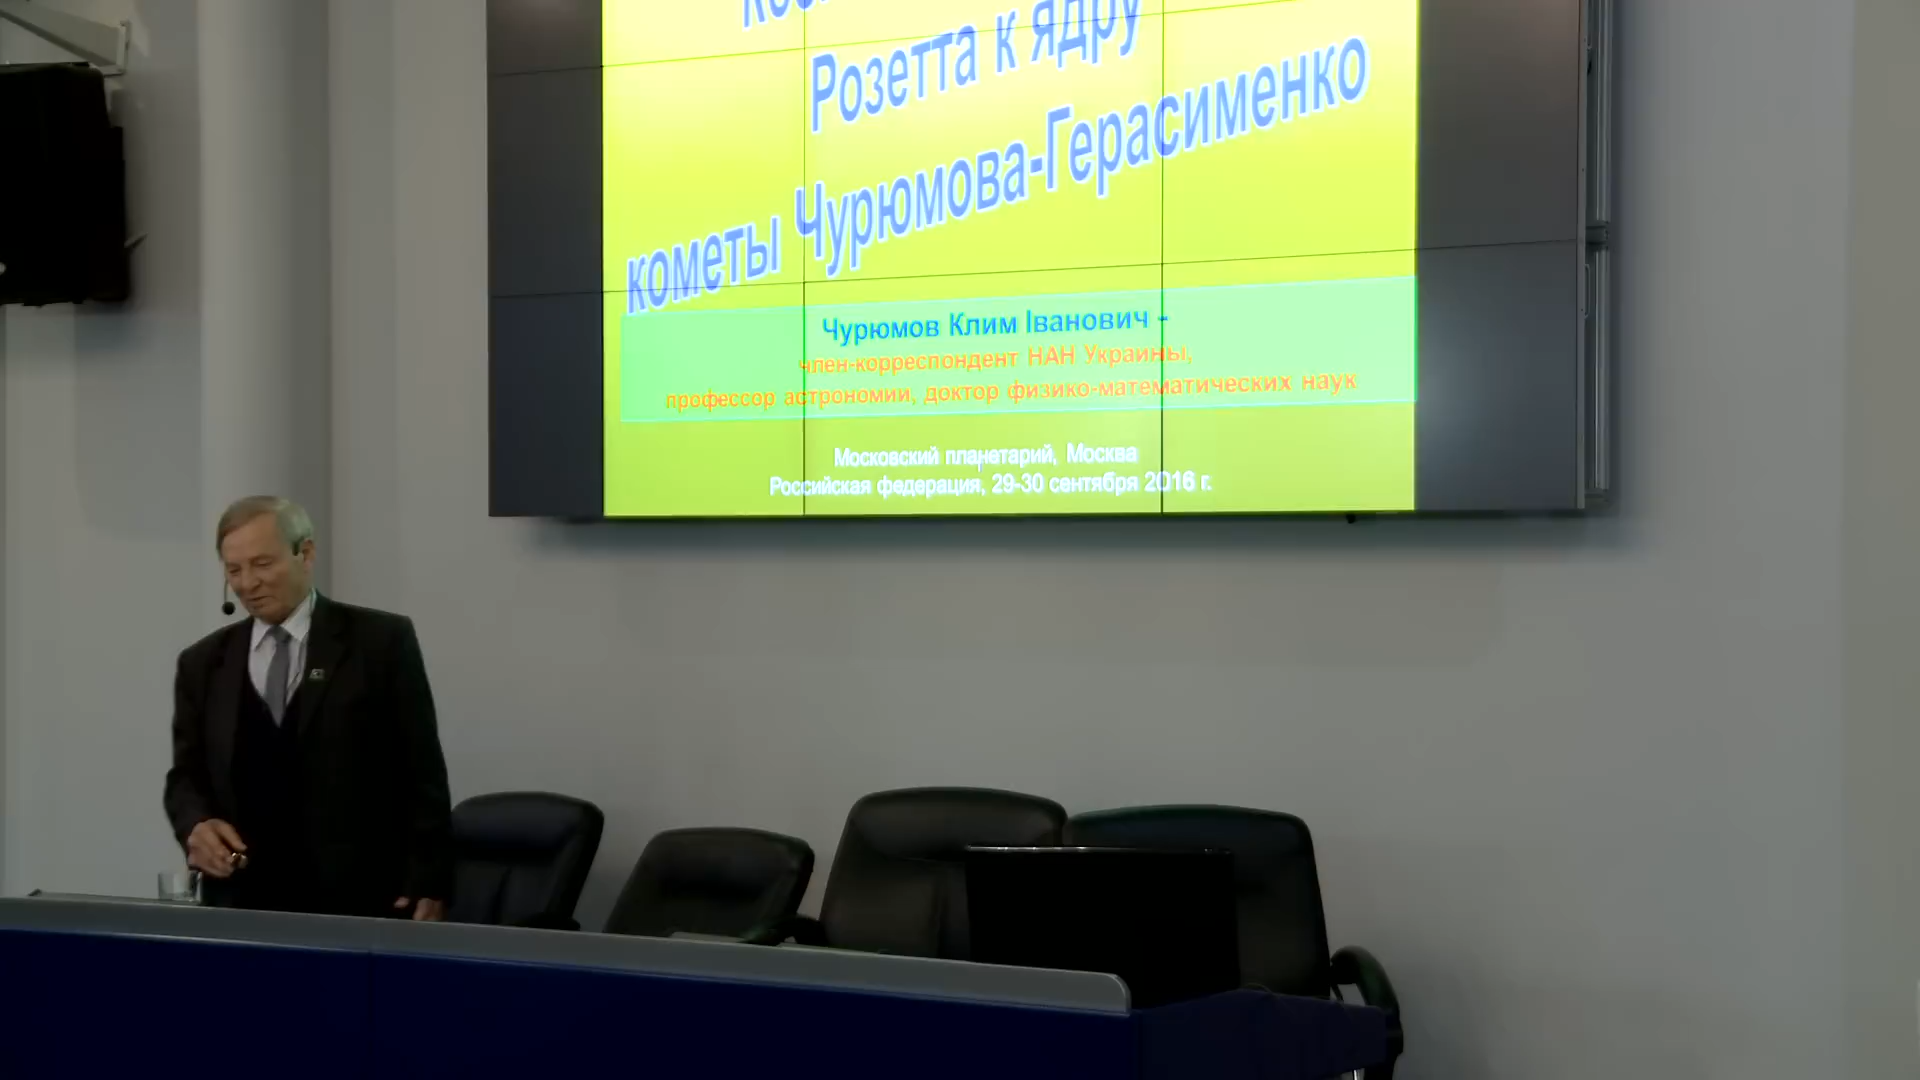 Розетта к ядру
кометы Чурюмова-Герасименко
Чурюмов Клим Іванович -
член-корреспондент НАН Украины,
профессор астрономии, доктор физико-математических наук
Московский планетарий, Москва
Российская федерация, 29-30 сентября 2016 г.